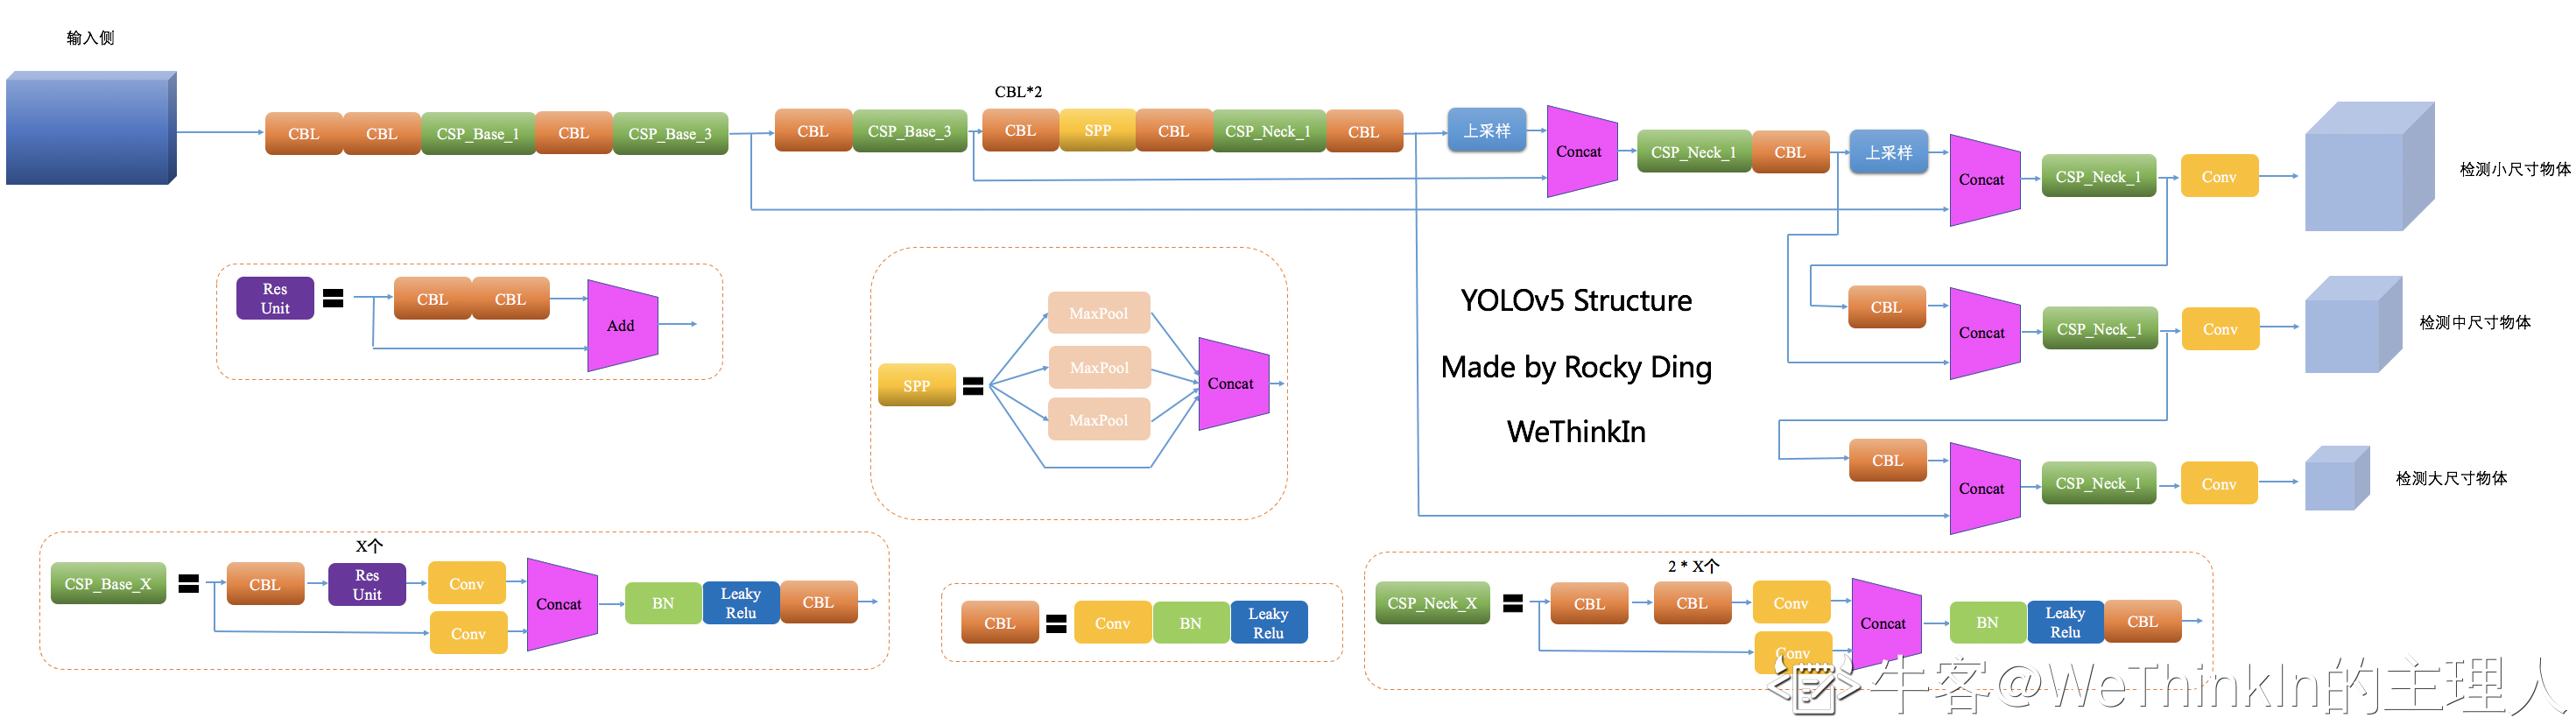 输入侧
CBL CBL CSP_Base_1 CBL CSP_Base_3
CBL CSP_Base_3
CBL*2
CBL SPP CBL CSP_Neck_1 CBL
上采样
Concat
CSP_Neck_1 CBL
上采样
Concat
CSP_Neck_1
Conv
检测小尺寸物体
Res
Unit
CBL CBL
Add
SPP
MaxPool
MaxPool
MaxPool
Concat
YOLOv5 Structure
Made by Rocky Ding
WeThinkIn
CBL
Concat
CSP_Neck_1
Conv
检测中尺寸物体
CBL
Concat
CSP_Neck_1
Conv
检测大尺寸物体
CSP_Base_X
CBL
X个
Res
Unit
Conv
Conv
Concat
BN
Leaky
Relu
CBL
CBL
Conv
BN
Leaky
Relu
CSP_Neck_X
2 * X个
CBL
CBL
Conv
Conv
Concat
BN
Leaky
Relu
CBL
牛客@WeThinkIn的主理人